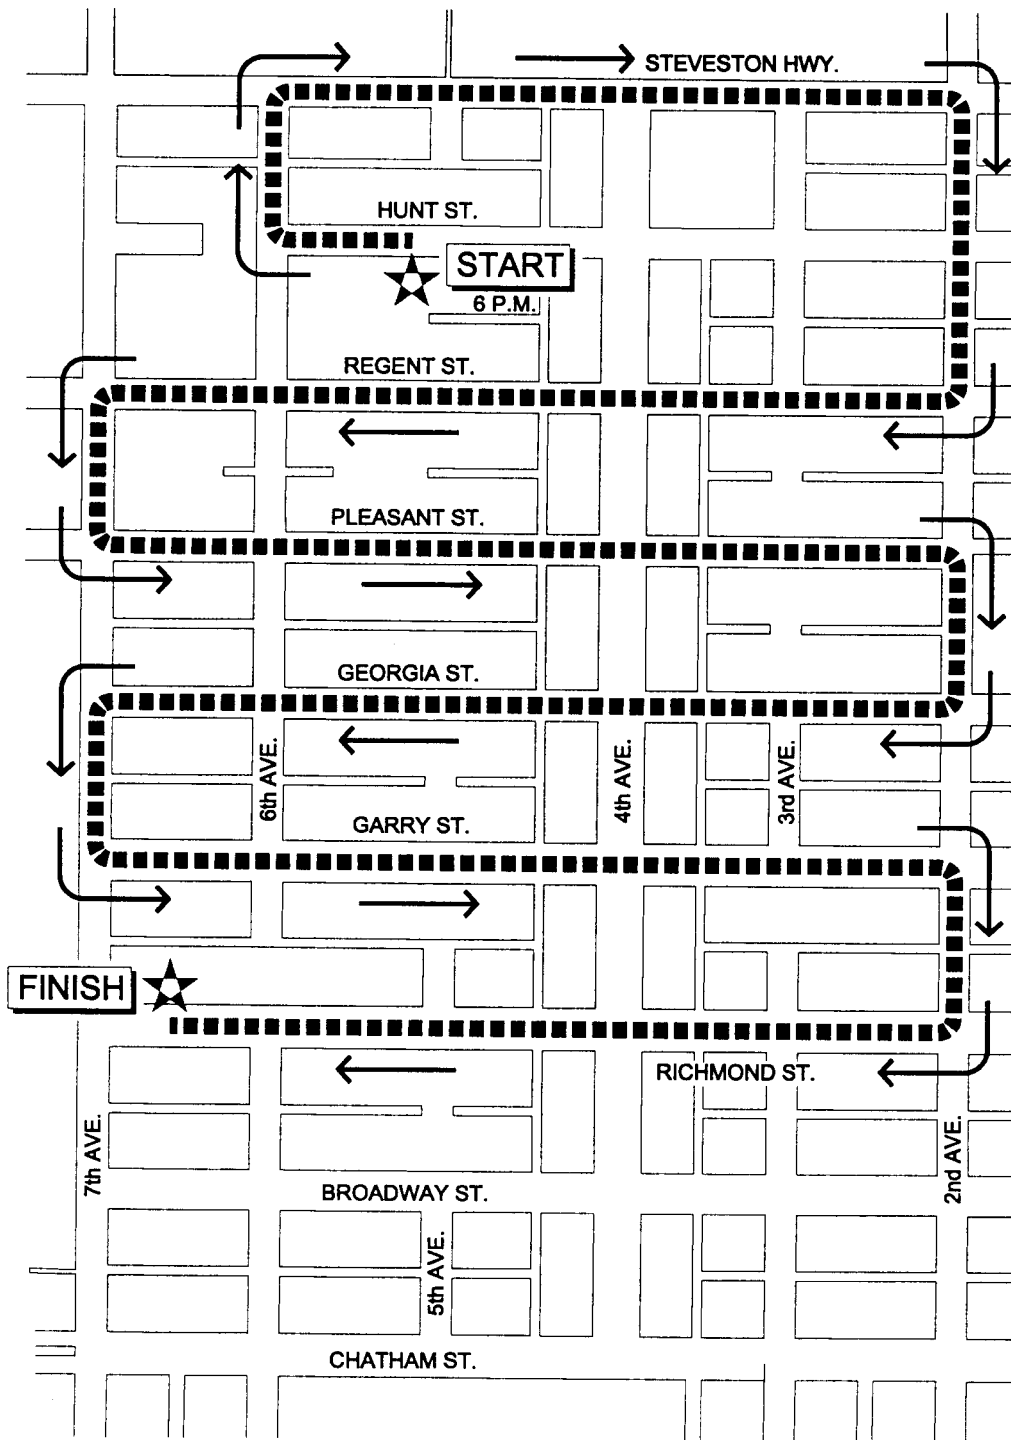 STEVESTON HWY.
HUNT ST.
START
6 P.M.
REGENT ST.
PLEASANT ST.
GEORGIA ST.
6th AVE.
4th AVE.
3rd AVE.
GARRY ST.
FINISH
RICHMOND ST.
7th AVE.
2nd AVE.
BROADWAY ST.
5th AVE.
CHATHAM ST.